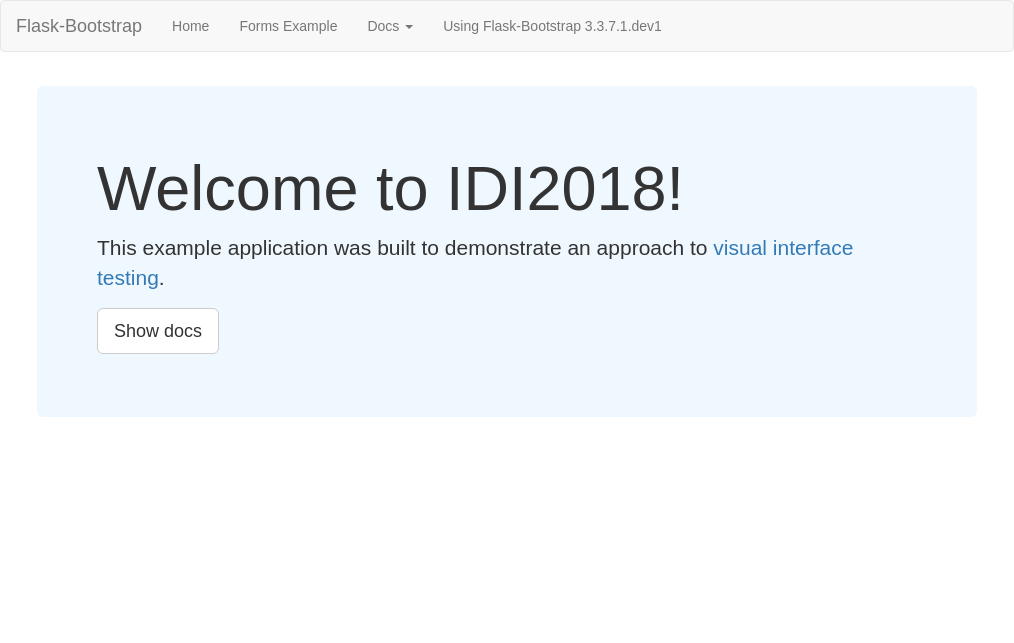 Flask-Bootstrap Home Forms Example Docs Using Flask-Bootstrap 3.3.7.1.dev1
Welcome to IDI2018!
This example application was built to demonstrate an approach to visual interface
testing.
Show docs